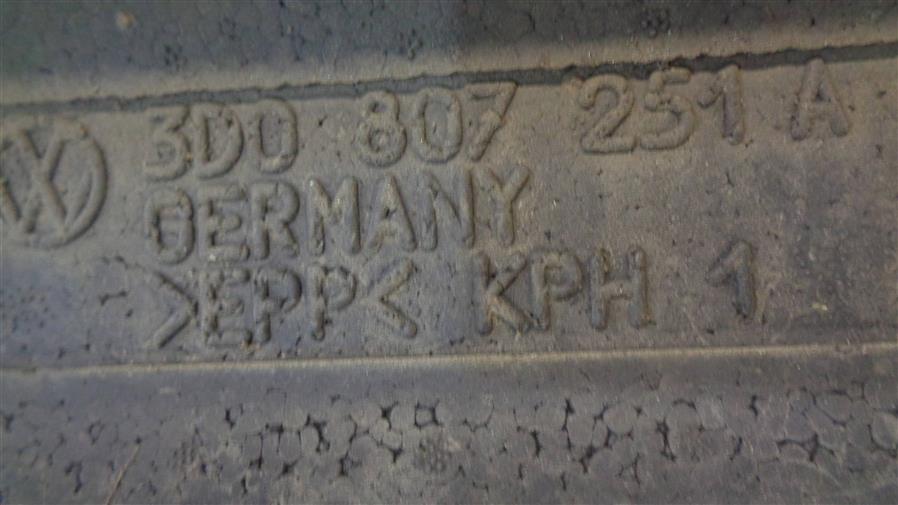 3D0 807 251 A
GERMANY
>EPP< KPH 1